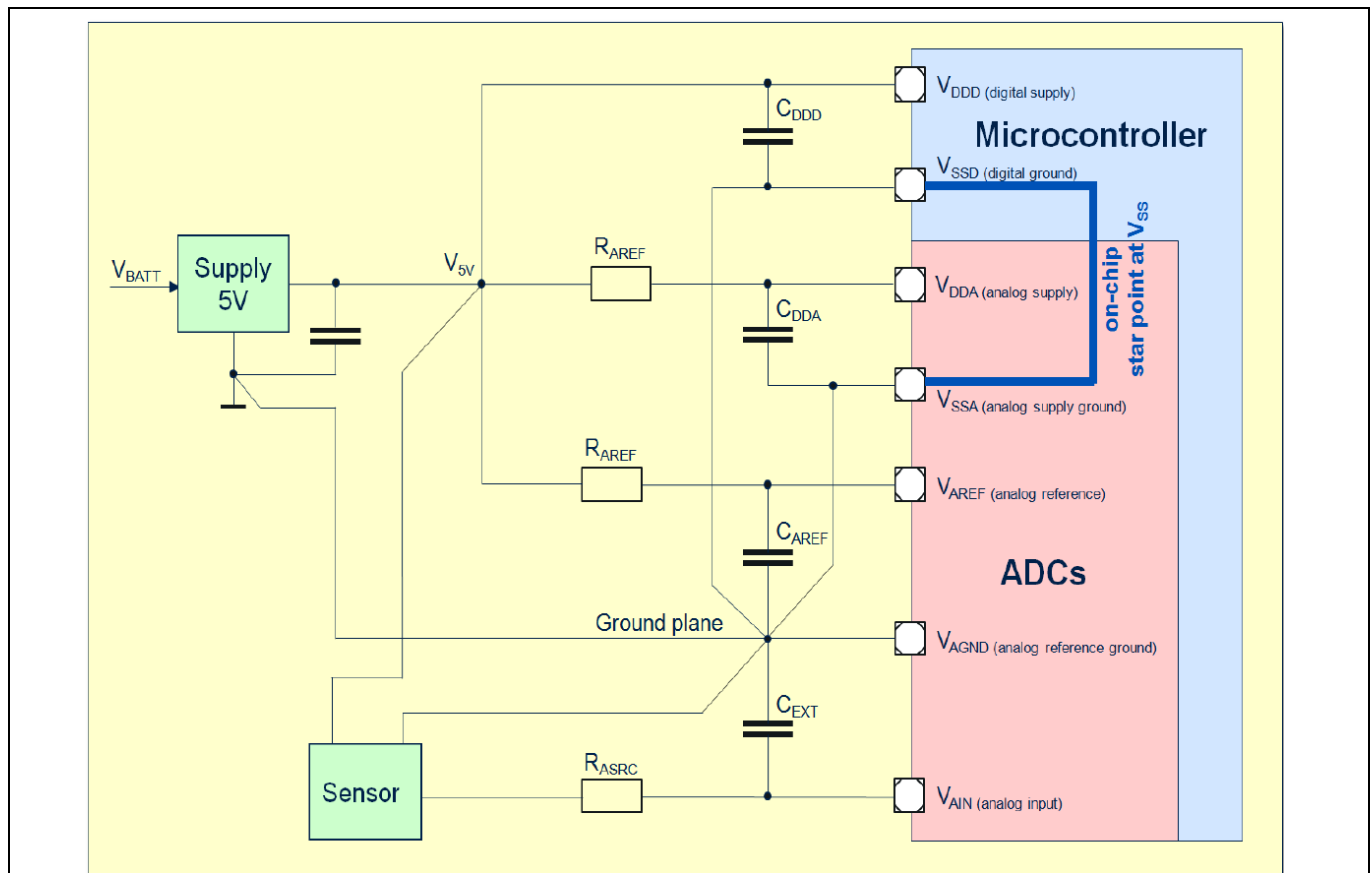 VDDD (digital supply)
CDDD
Microcontroller
VSSD (digital ground)
on-chip
star point at VSS
RAREF
VBATT
Supply
5V
V5V
VDDA (analog supply)
CDDA
VSSA (analog supply ground)
RAREF
VAREF (analog reference)
CAREF
ADCs
Ground plane
VAGND (analog reference ground)
CEXT
RASRC
Sensor
VAIN (analog input)